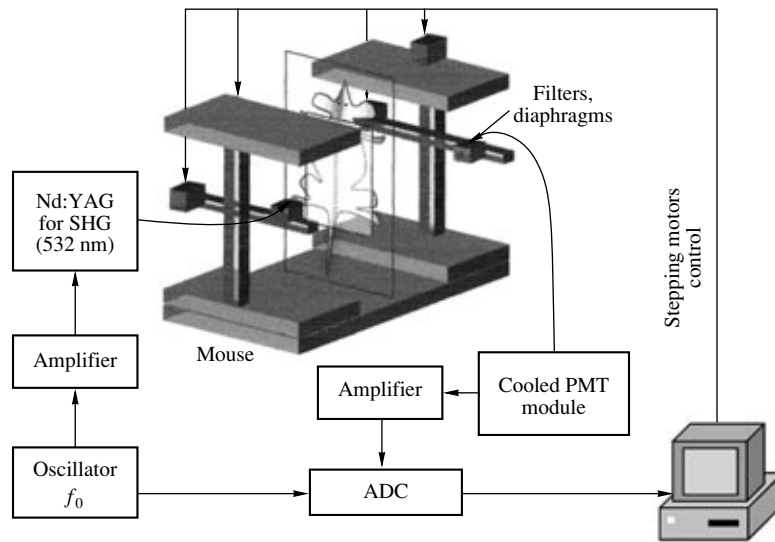 Filters,
diaphragms
Nd:YAG
for SHG
(532 nm)
Stepping motors
control
Mouse
Amplifier
Amplifier
Cooled PMT
module
Oscillator
f₀
ADC